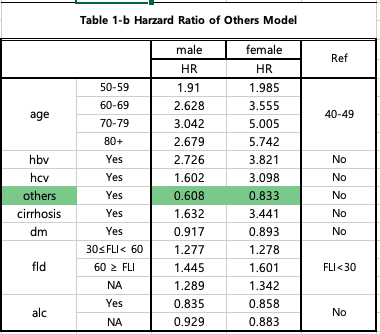 Table 1-b Harzard Ratio of Others Model
male female Ref
HR HR
age 50-59 1.91 1.985 40-49
60-69 2.628 3.555
70-79 3.042 5.005
80+ 2.679 5.742
hbv Yes 2.726 3.821 No
hcv Yes 1.602 3.098 No
others Yes 0.608 0.833 No
cirrhosis Yes 1.632 3.441 No
dm Yes 0.917 0.893 No
fld 30≤FLI< 60 1.277 1.278 FLI<30
60 ≥ FLI 1.445 1.601
NA 1.289 1.342
alc Yes 0.835 0.858 No
NA 0.929 0.883